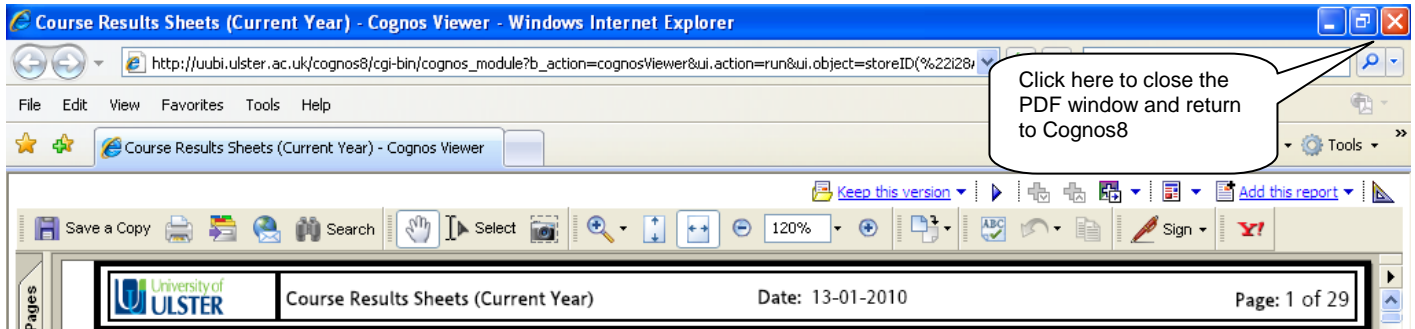 Course Results Sheets (Current Year) - Cognos Viewer - Windows Internet Explorer
http://uubi.ulster.ac.uk/cognos8/cgi-bin/cognos_module?b_action=cognosViewer&ui.action=run&ui.object=storeID(%22i28
Click here to close the
PDF window and return
to Cognos8
File Edit View Favorites Tools Help
Course Results Sheets (Current Year) - Cognos Viewer
Tools
Keep this version
Add this report
Save a Copy
Search
Select
120%
ABC
Sign
Y!
Pages
University of
ULSTER
Course Results Sheets (Current Year)
Date: 13-01-2010
Page: 1 of 29